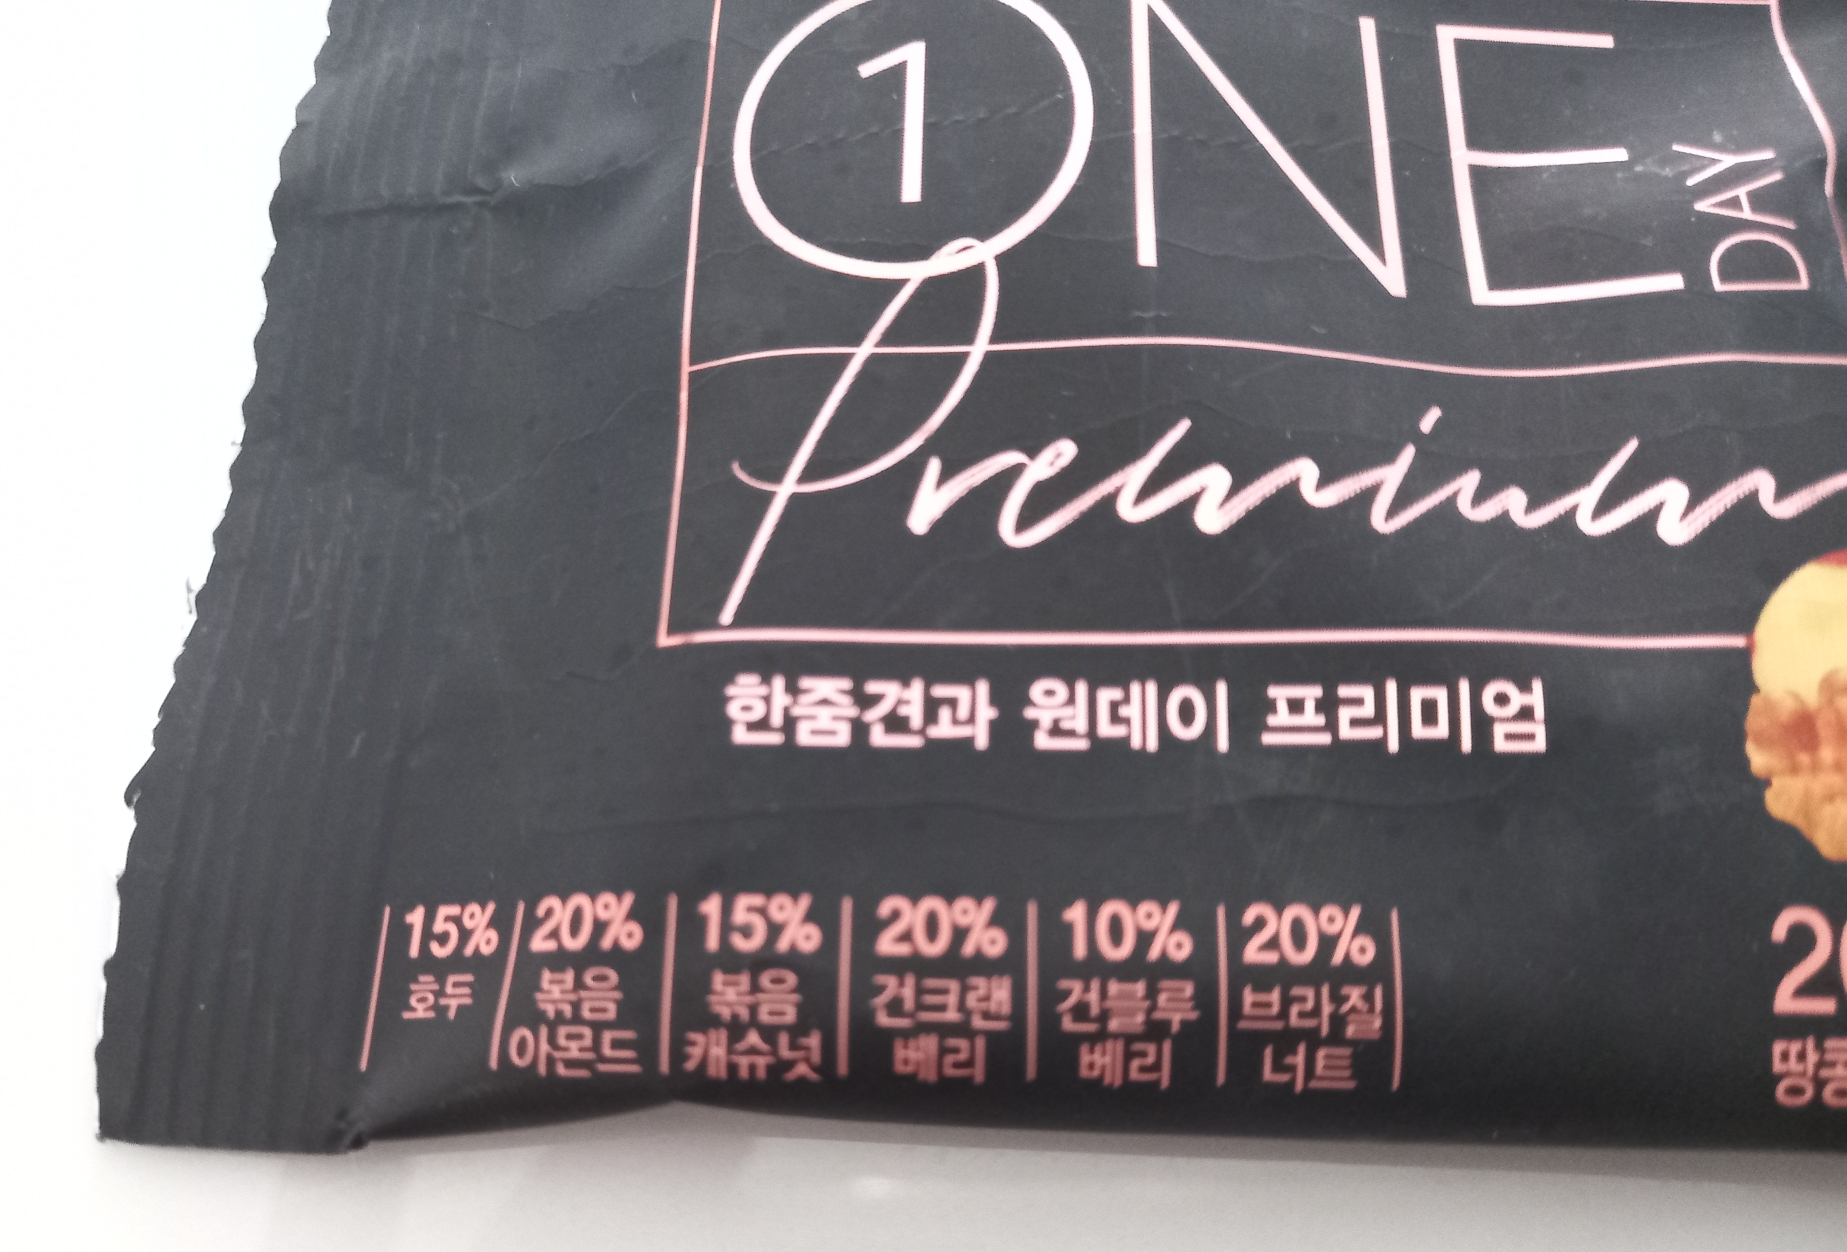 1
ONE
DAY
Premium
한줌견과 원데이 프리미엄
15% 20% 15% 20% 10% 20%
호두 볶음 볶음 건크랜 건블루 브라질
아몬드 캐슈넛 베리 베리 너트